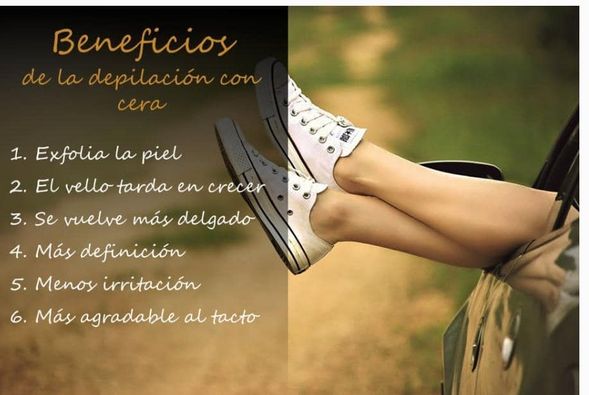 Beneficios
de la depilación con
cera
1. Exfolia la piel
2. El vello tarda en crecer
3. Se vuelve más delgado
4. Más definición
5. Menos irritación
6. Más agradable al tacto